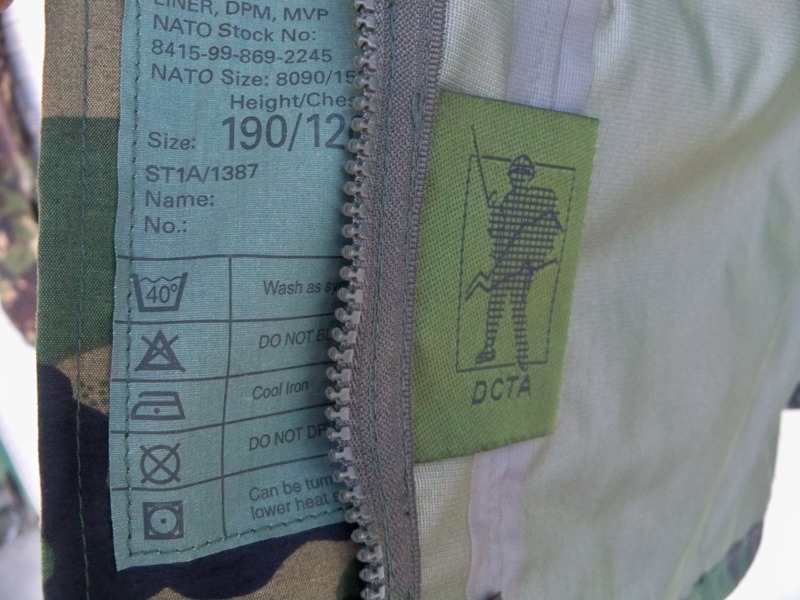 LINER, DPM, MVP
NATO Stock No:
8415-99-869-2245
NATO Size: 8090/15
Height/Ches
Size: 190/12
ST1A/1387
Name:
No.:
40° Wash as
DO NOT
Cool Iron
DO NOT
Can be
lower heat
DCTA